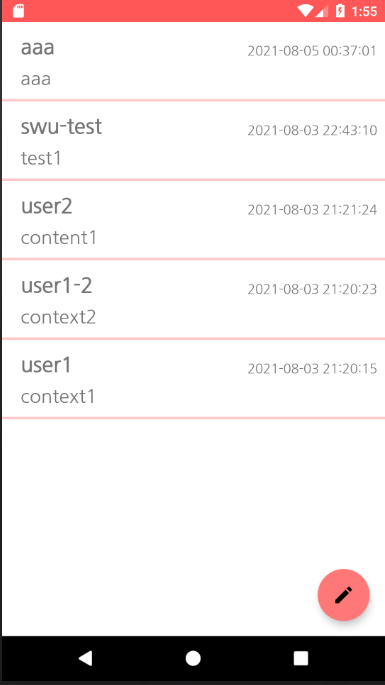 1:55
aaa 2021-08-05 00:37:01
aaa
swu-test 2021-08-03 22:43:10
test1
user2 2021-08-03 21:21:24
content1
user1-2 2021-08-03 21:20:23
context2
user1 2021-08-03 21:20:15
context1